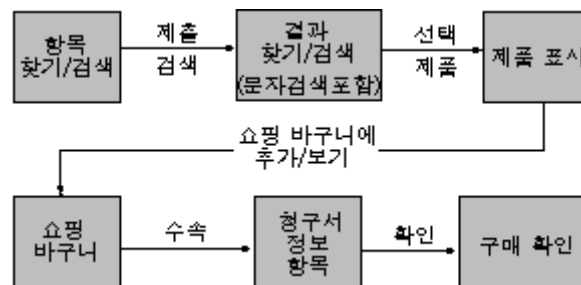 항목
찾기/검색
제출
검색
결과
찾기/검색
(문자검색포함)
선택
제품
제품 표시
쇼핑 바구니에
추가/보기
쇼핑
바구니
수속
청구서
정보
항목
확인
구매 확인